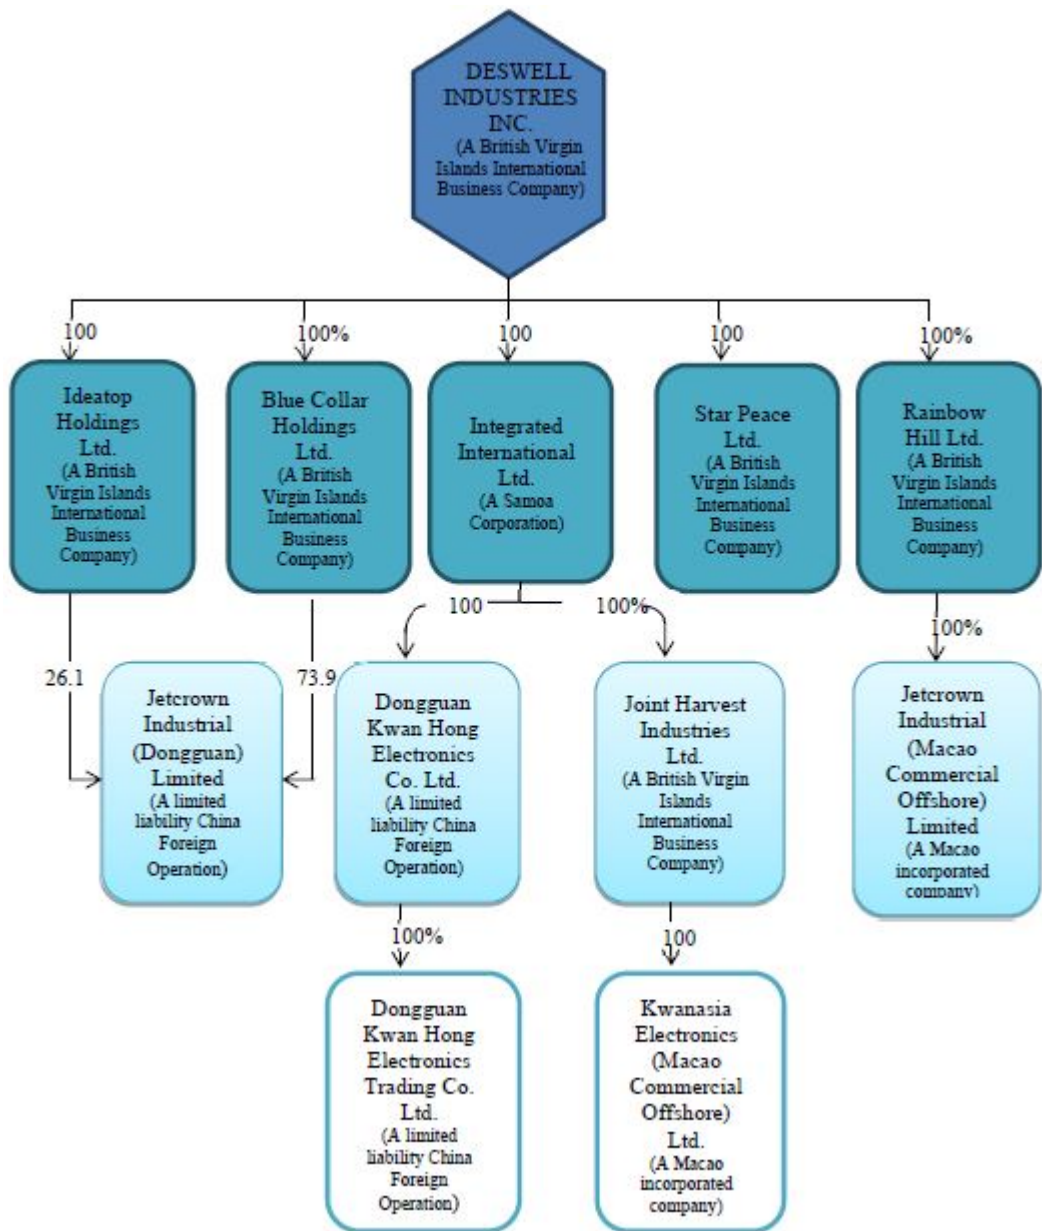 DESWELL
INDUSTRIES
INC.
(A British Virgin
Islands International
Business Company)
100
100%
100
100
100%
Ideatop
Holdings
Ltd.
(A British
Virgin Islands
International
Business
Company)
Blue Collar
Holdings
Ltd.
(A British
Virgin Islands
International
Business
Company)
Integrated
International
Ltd.
(A Samoa
Corporation)
Star Peace
Ltd.
(A British
Virgin Islands
International
Business
Company)
Rainbow
Hill Ltd.
(A British
Virgin Islands
International
Business
Company)
100
100%
100%
26.1
73.9
Jetcrown
Industrial
(Dongguan)
Limited
(A limited
liability China
Foreign
Operation)
Dongguan
Kwan Hong
Electronics
Co. Ltd.
(A limited
liability China
Foreign
Operation)
Joint Harvest
Industries
Ltd.
(A British Virgin
Islands
International
Business
Company)
Jetcrown
Industrial
(Macao
Commercial
Offshore)
Limited
(A Macao
incorporated
company)
100%
100
Dongguan
Kwan Hong
Electronics
Trading Co.
Ltd.
(A limited
liability China
Foreign
Operation)
Kwanasia
Electronics
(Macao
Commercial
Offshore)
Ltd.
(A Macao
incorporated
company)